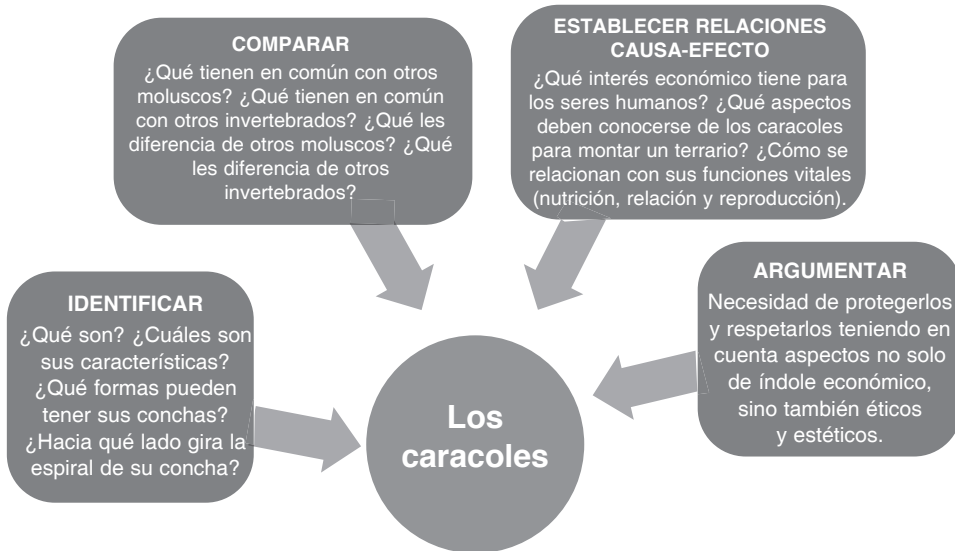 COMPARAR
¿Qué tienen en común con otros
moluscos? ¿Qué tienen en común
con otros invertebrados? ¿Qué les
diferencia de otros moluscos? ¿Qué
les diferencia de otros
invertebrados?
ESTABLECER RELACIONES
CAUSA-EFECTO
¿Qué interés económico tiene para
los seres humanos? ¿Qué aspectos
deben conocerse de los caracoles
para montar un terrario? ¿Cómo se
relacionan con sus funciones vitales
(nutrición, relación y reproducción).
IDENTIFICAR
¿Qué son? ¿Cuáles son
sus características?
¿Qué formas pueden
tener sus conchas?
¿Hacia qué lado gira la
espiral de su concha?
ARGUMENTAR
Necesidad de protegerlos
y respetarlos teniendo en
cuenta aspectos no solo
de índole económico,
sino también éticos
y estéticos.
Los
caracoles